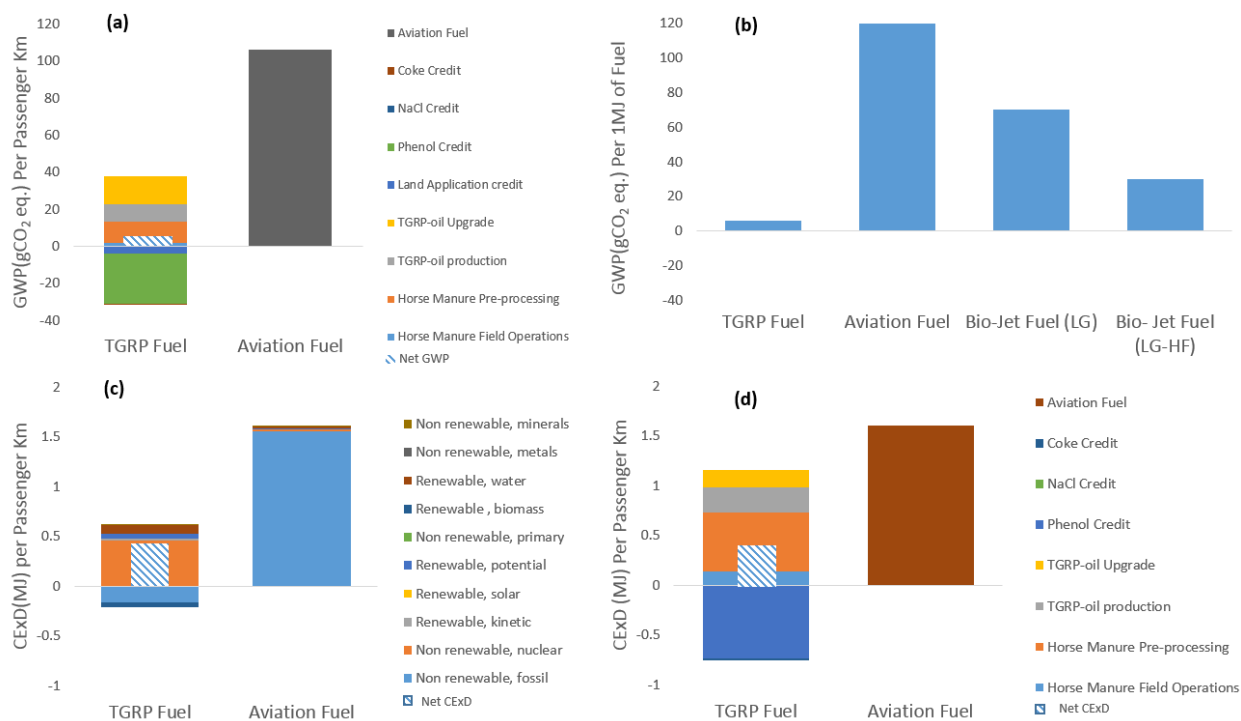 (a)
GWP(gCO₂ eq.) Per Passenger Km
120
100
80
60
40
20
0
-20
-40
TGRP Fuel
Aviation Fuel
Aviation Fuel
Coke Credit
NaCl Credit
Phenol Credit
Land Application credit
TGRP-oil Upgrade
TGRP-oil production
Horse Manure Pre-processing
Horse Manure Field Operations
Net GWP
(b)
GWP(gCO₂ eq.) Per 1MJ of Fuel
120
100
80
60
40
20
0
-20
-40
TGRP Fuel
Aviation Fuel
Bio-Jet Fuel (LG)
Bio- Jet Fuel
(LG-HF)
(c)
CExD(MJ) per Passenger Km
2
1.5
1
0.5
0
-0.5
-1
TGRP Fuel
Aviation Fuel
Non renewable, minerals
Non renewable, metals
Renewable, water
Renewable , biomass
Non renewable, primary
Renewable, potential
Renewable, solar
Renewable, kinetic
Non renewable, nuclear
Non renewable, fossil
Net CExD
(d)
CExD (MJ) Per Passenger Km
2
1.5
1
0.5
0
-0.5
-1
TGRP Fuel
Aviation Fuel
Aviation Fuel
Coke Credit
NaCl Credit
Phenol Credit
TGRP-oil Upgrade
TGRP-oil production
Horse Manure Pre-processing
Horse Manure Field Operations
Net CExD